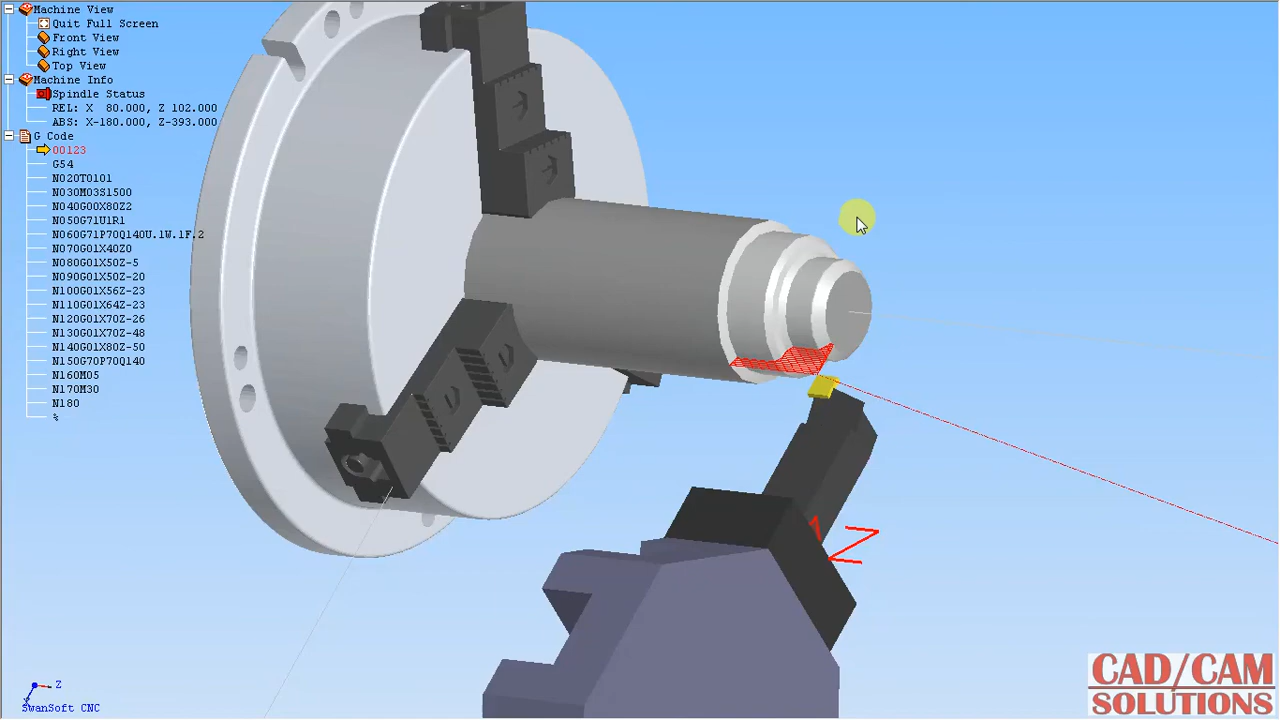 Machine View
Quit Full Screen
Front View
Right View
Top View
Machine Info
Spindle Status
REL: X 80.000, Z 102.000
ABS: X-180.000, Z-393.000
G Code
O0123
G54
N020T0101
N030M03S1500
N040G00X80Z2
N050G71U1R1
N060G71P70Q140U.1W.1F.2
N070G01X40Z0
N080G01X50Z-5
N090G01X50Z-20
N100G01X56Z-23
N110G01X64Z-23
N120G01X70Z-26
N130G01X70Z-48
N140G01X80Z-50
N150G70P70Q140
N160M05
N170M30
N180
%
Z
Z
SwanSoft CNC
CAD/CAM
SOLUTIONS